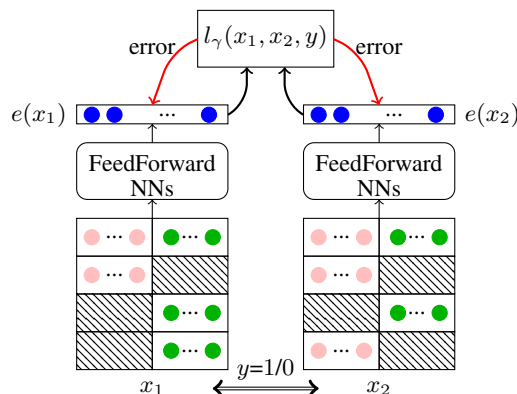 l_γ(x_1, x_2, y)
error error
e(x_1) ... ... e(x_2)
FeedForward NNs
FeedForward NNs
... ... ... ...
... ...
... ...
... ...
y=1/0
x_1 x_2